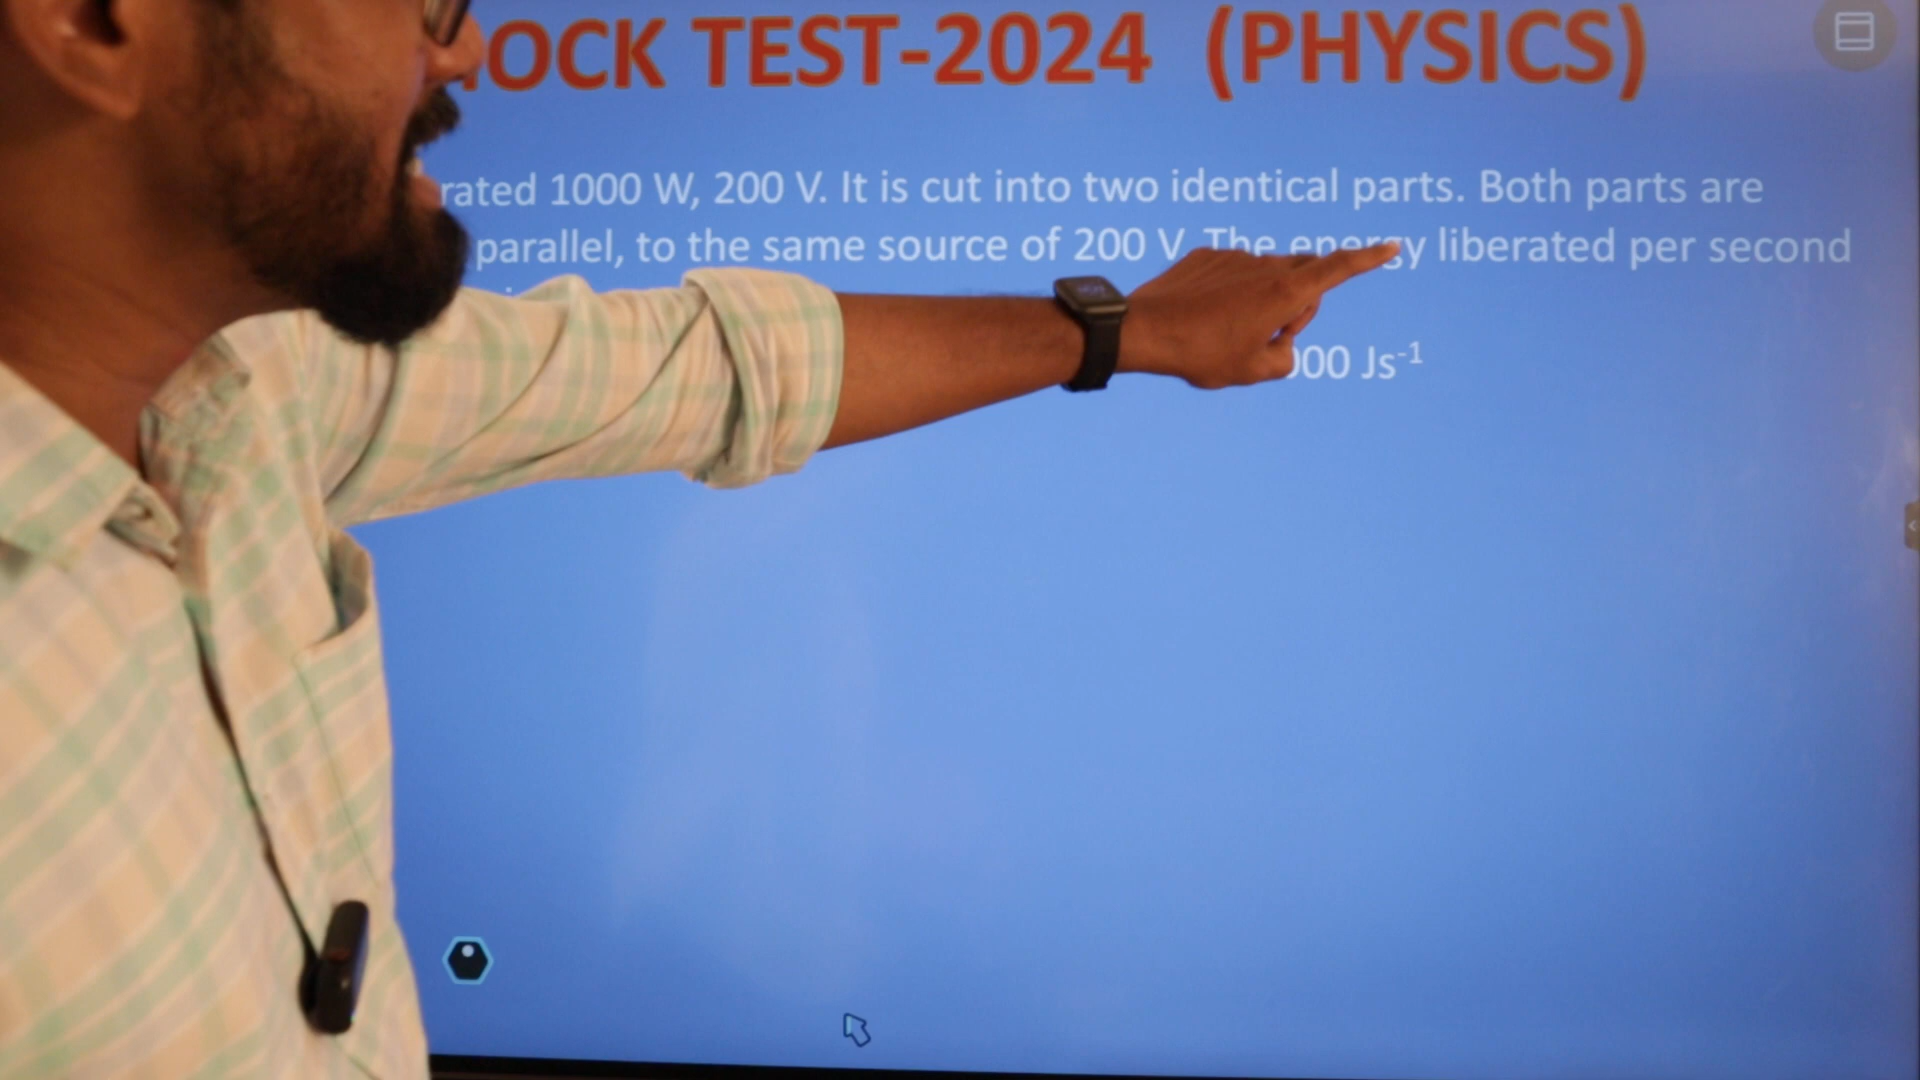 OCK TEST-2024 (PHYSICS)
rated 1000 W, 200 V. It is cut into two identical parts. Both parts are
parallel, to the same source of 200 V. The energy liberated per second
000 Js⁻¹